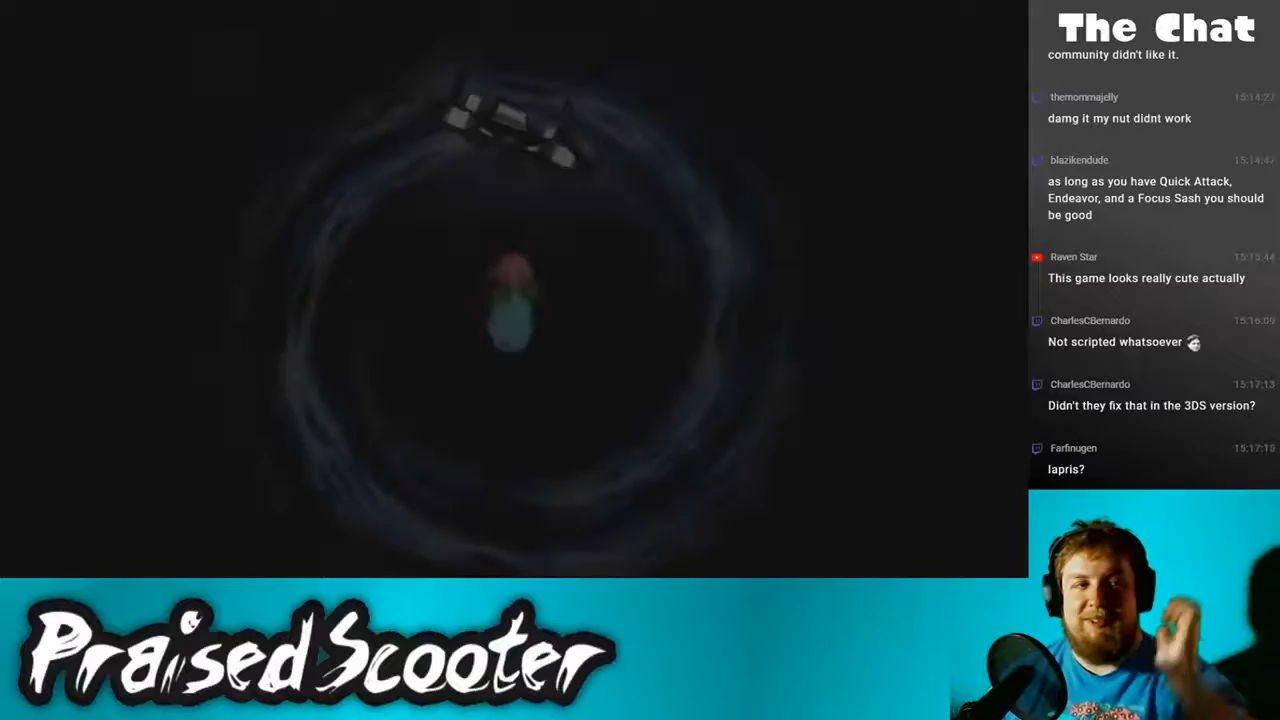 The Chat
community didn't like it.
themommajelly 15:14:27
damg it my nut didnt work
blazikendude 15:14:47
as long as you have Quick Attack,
Endeavor, and a Focus Sash you should
be good
Raven Star 15:15:44
This game looks really cute actually
CharlesCBernardo 15:16:09
Not scripted whatsoever
CharlesCBernardo 15:17:13
Didn't they fix that in the 3DS version?
Farfinugen 15:17:15
lapris?
PraisedScooter